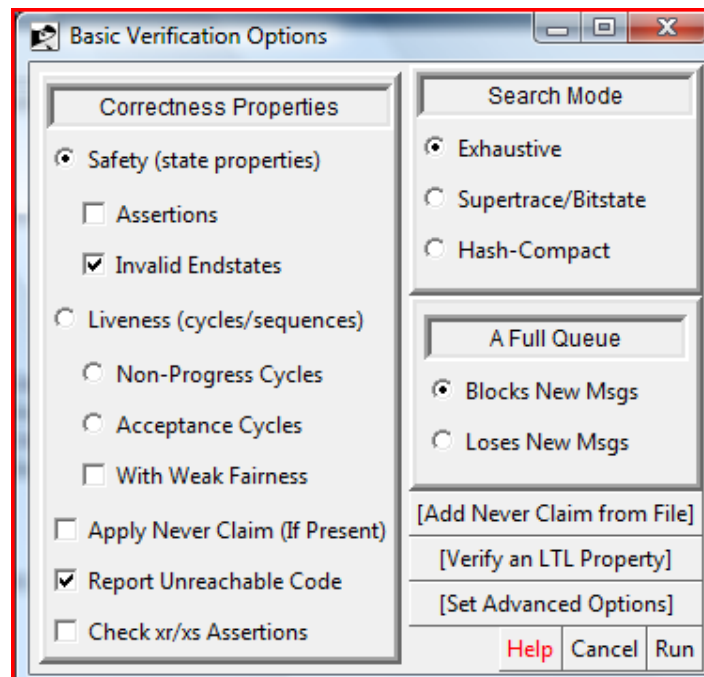 Basic Verification Options
Correctness Properties
Safety (state properties)
Assertions
Invalid Endstates
Liveness (cycles/sequences)
Non-Progress Cycles
Acceptance Cycles
With Weak Fairness
Apply Never Claim (If Present)
Report Unreachable Code
Check xr/xs Assertions
Search Mode
Exhaustive
Supertrace/Bitstate
Hash-Compact
A Full Queue
Blocks New Msgs
Loses New Msgs
[Add Never Claim from File]
[Verify an LTL Property]
[Set Advanced Options]
Help Cancel Run